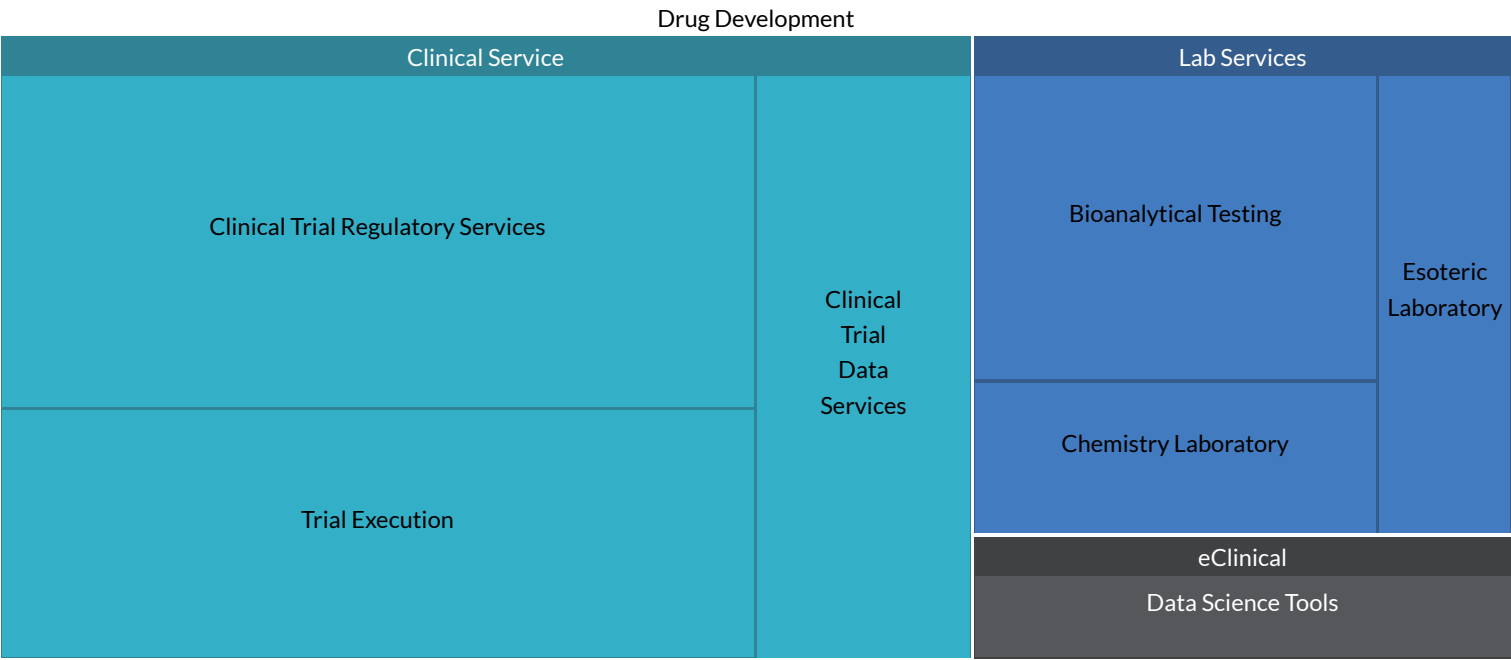 Drug Development
Clinical Service
Clinical Trial Regulatory Services
Trial Execution
Clinical
Trial
Data
Services
Lab Services
Bioanalytical Testing
Chemistry Laboratory
Esoteric
Laboratory
eClinical
Data Science Tools